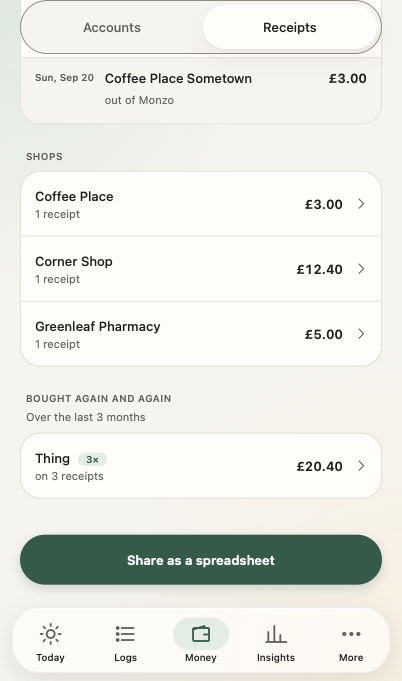 Accounts
Receipts
Sun, Sep 20
Coffee Place Sometown
£3.00
out of Monzo
SHOPS
Coffee Place
1 receipt
£3.00
Corner Shop
1 receipt
£12.40
Greenleaf Pharmacy
1 receipt
£5.00
BOUGHT AGAIN AND AGAIN
Over the last 3 months
Thing 3×
on 3 receipts
£20.40
Share as a spreadsheet
Today
Logs
Money
Insights
More